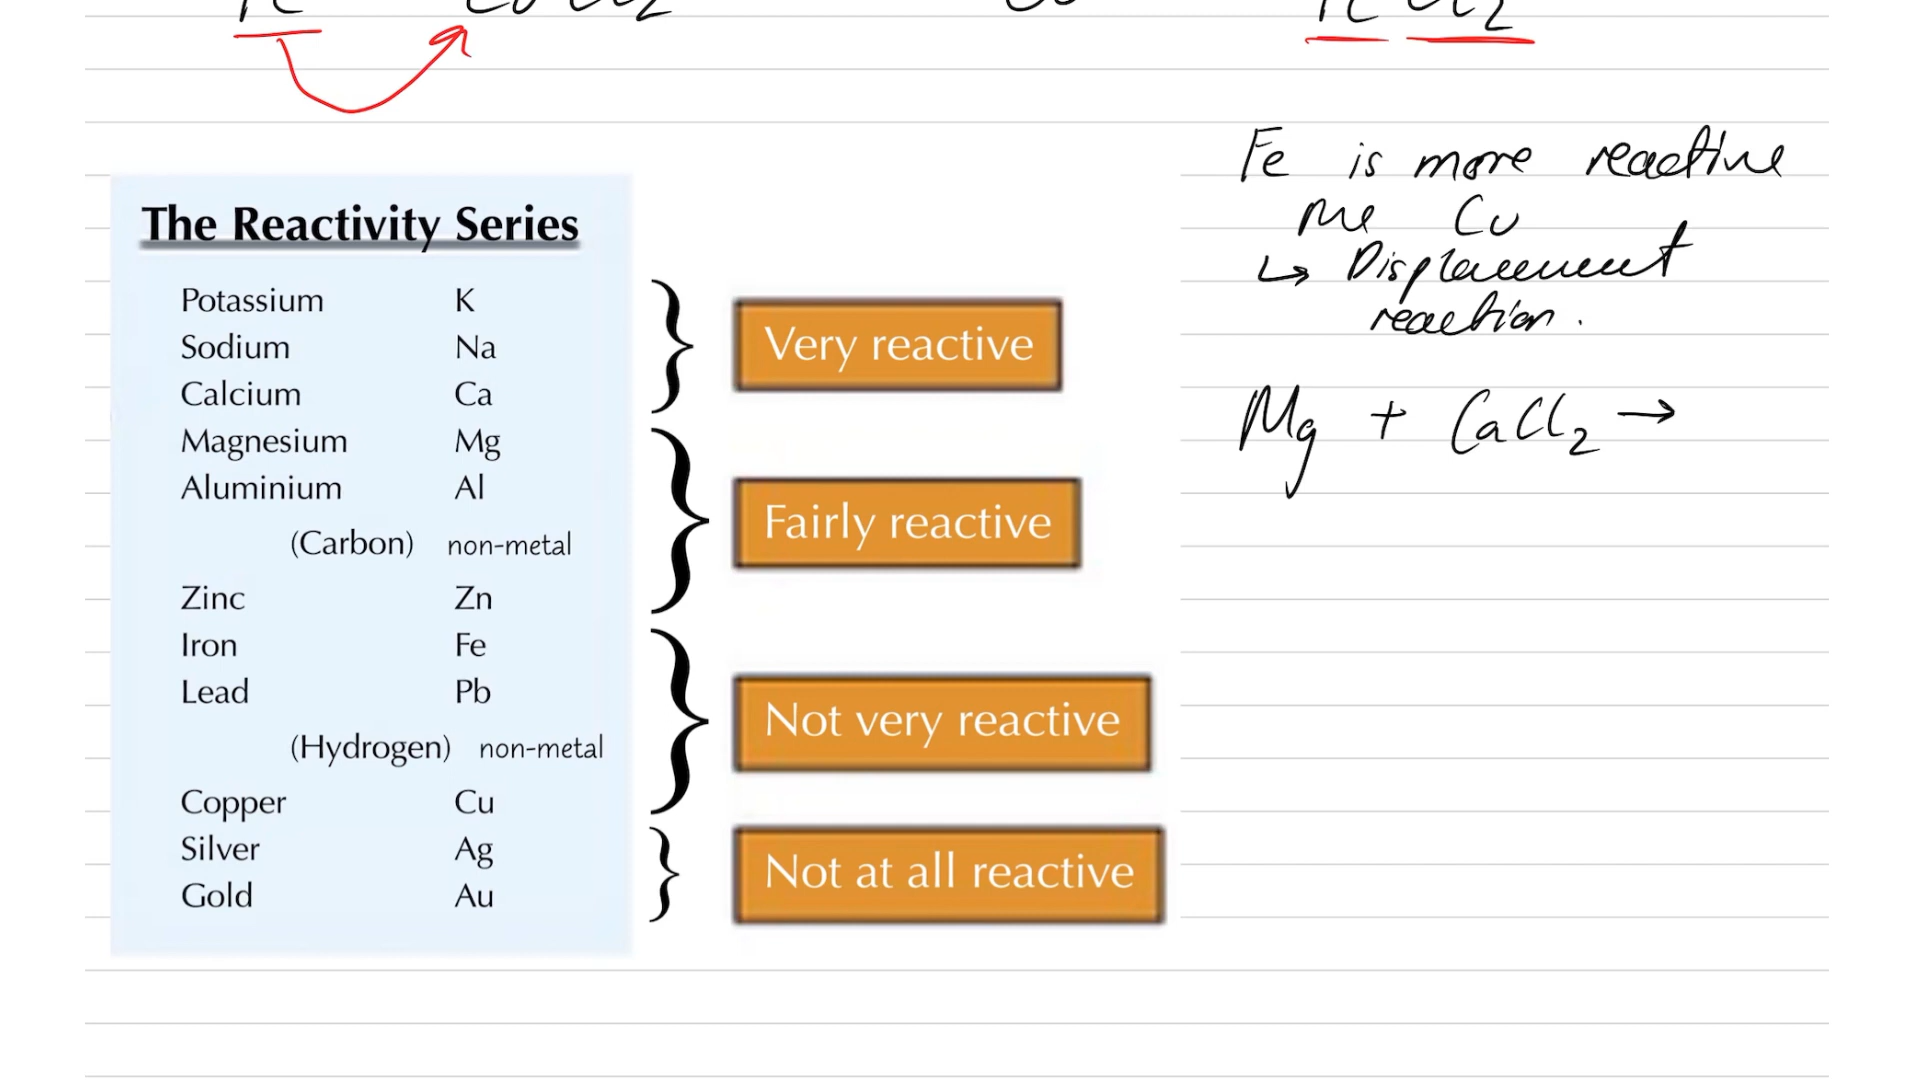 The Reactivity Series
Potassium K
Sodium Na
Calcium Ca
Magnesium Mg
Aluminium Al
(Carbon) non-metal
Zinc Zn
Iron Fe
Lead Pb
(Hydrogen) non-metal
Copper Cu
Silver Ag
Gold Au
Very reactive
Fairly reactive
Not very reactive
Not at all reactive
Fe is more reactive
Cu
↳ Displacement
reaction.
Mg + CaCl₂ →